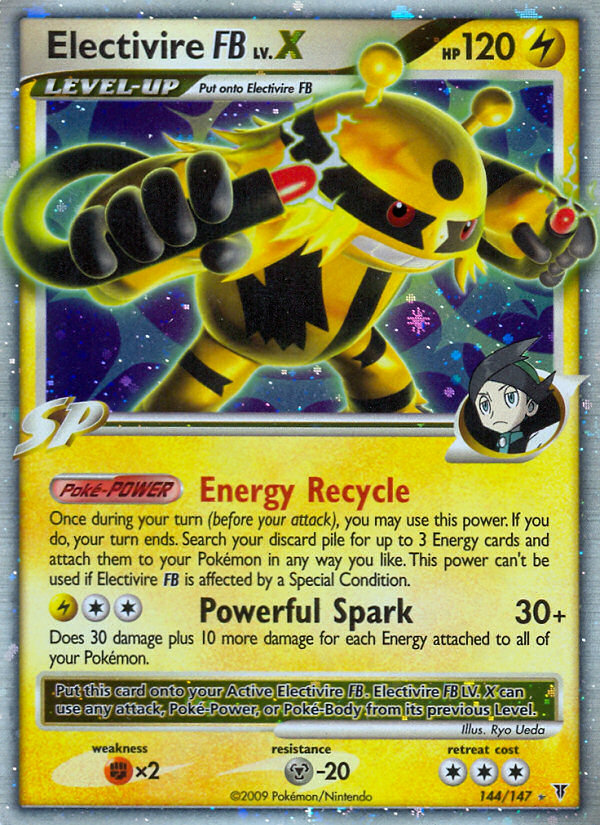 Electivire FB LV.X HP 120
LEVEL-UP Put onto Electivire FB
SP
Poké-POWER Energy Recycle
Once during your turn (before your attack), you may use this power. If you
do, your turn ends. Search your discard pile for up to 3 Energy cards and
attach them to your Pokémon in any way you like. This power can't be
used if Electivire FB is affected by a Special Condition.
Powerful Spark 30+
Does 30 damage plus 10 more damage for each Energy attached to all of
your Pokémon.
Put this card onto your Active Electivire FB. Electivire FB LV. X can
use any attack, Poké-Power, or Poké-Body from its previous Level.
Illus. Ryo Ueda
weakness resistance retreat cost
×2 -20
©2009 Pokémon/Nintendo 144/147